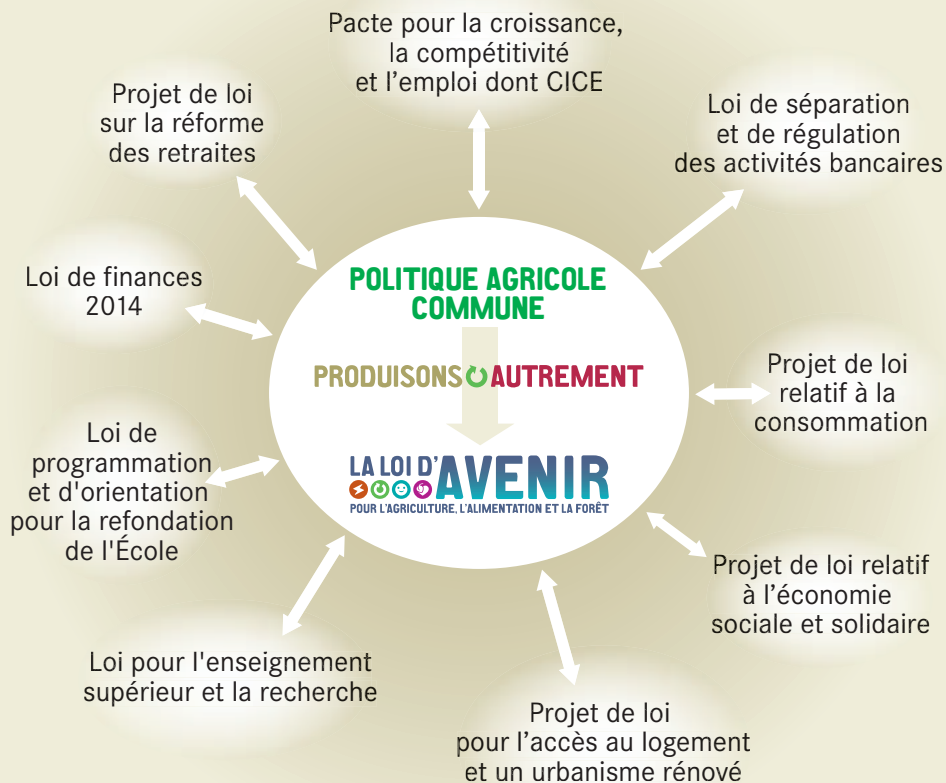 Pacte pour la croissance,
la compétitivité
et l’emploi dont CICE
Projet de loi
sur la réforme
des retraites
Loi de séparation
et de régulation
des activités bancaires
Loi de finances
2014
POLITIQUE AGRICOLE
COMMUNE
PRODUISONS AUTREMENT
LA LOI D’AVENIR
POUR L’AGRICULTURE, L’ALIMENTATION ET LA FORÊT
Projet de loi
relatif à la
consommation
Loi de
programmation
et d'orientation
pour la refondation
de l'École
Projet de loi relatif
à l’économie
sociale et solidaire
Loi pour l'enseignement
supérieur et la recherche
Projet de loi
pour l’accès au logement
et un urbanisme rénové